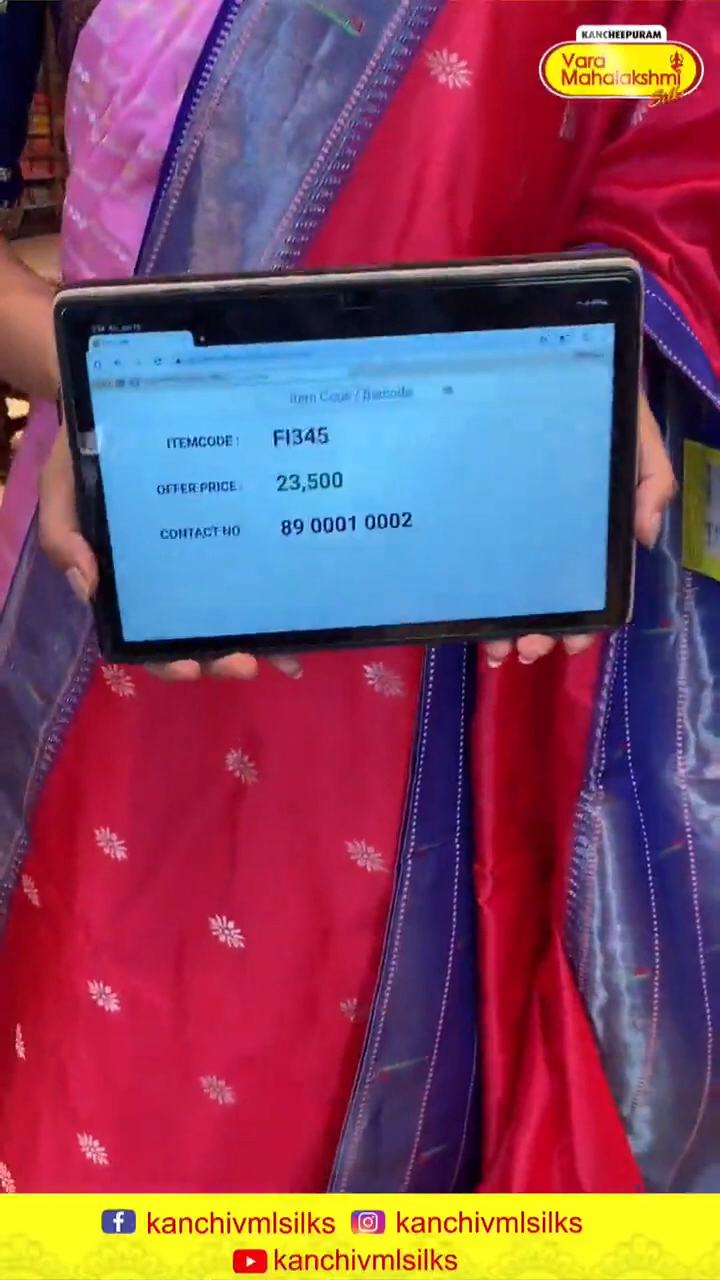 KANCHEEPURAM
Vara
Mahalakshmi
Silks
Item Code / Barcode
ITEMCODE : FI345
OFFER PRICE : 23,500
CONTACT NO 89 0001 0002
kanchivmlsilks kanchivmlsilks
kanchivmlsilks